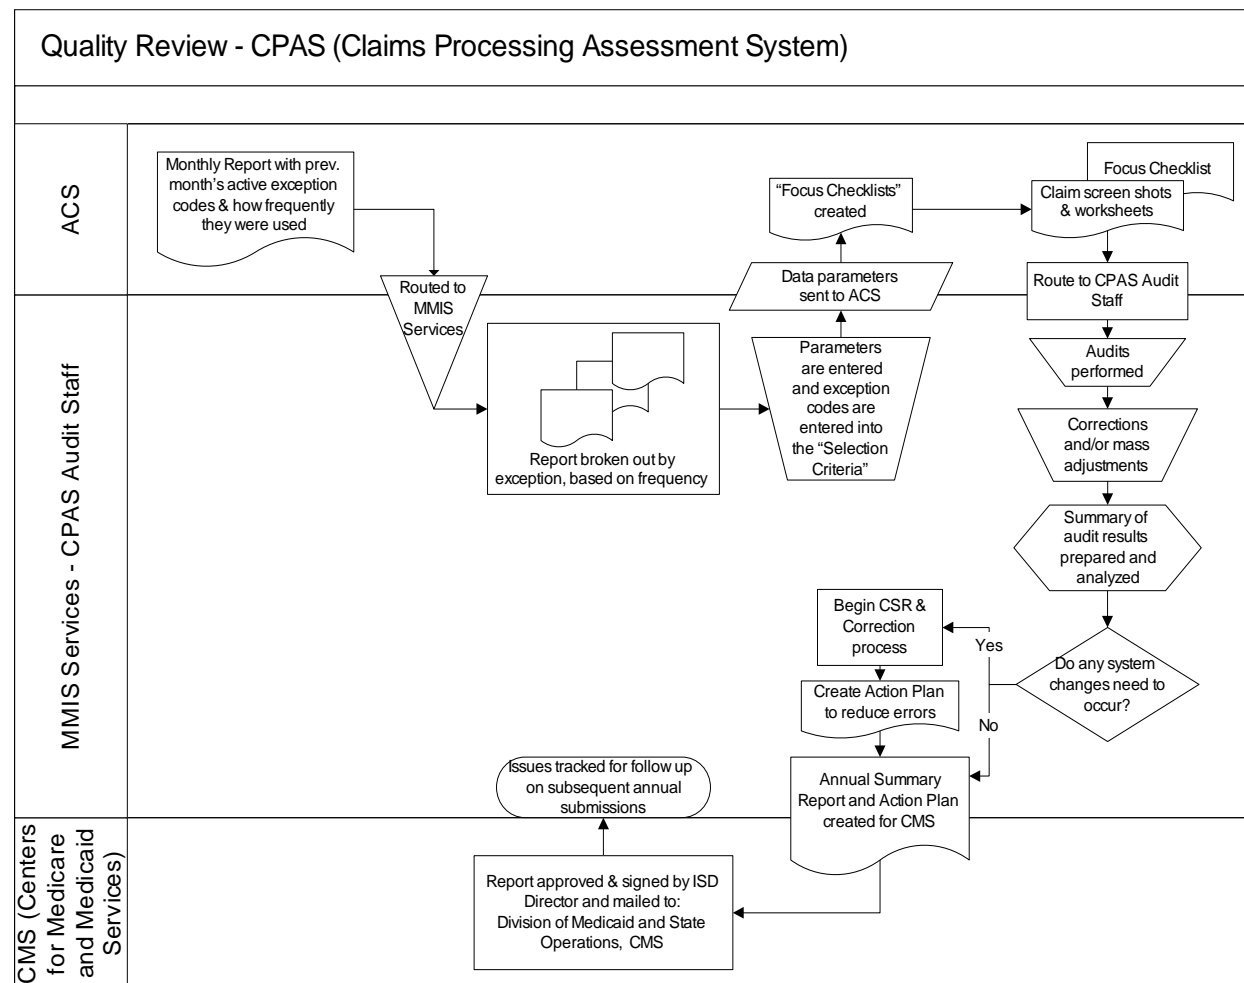 Quality Review - CPAS (Claims Processing Assessment System)
ACS
Monthly Report with prev.
month's active exception
codes & how frequently
they were used
Routed to
MMIS
Services
"Focus Checklists"
created
Data parameters
sent to ACS
Focus Checklist
Claim screen shots
& worksheets
Route to CPAS Audit
Staff
MMIS Services - CPAS Audit Staff
Report broken out by
exception, based on frequency
Parameters
are entered
and exception
codes are
entered into
the “Selection
Criteria”
Audits
performed
Corrections
and/or mass
adjustments
Summary of
audit results
prepared and
analyzed
Do any system
changes need to
occur?
Yes
No
Begin CSR &
Correction
process
Create Action Plan
to reduce errors
Annual Summary
Report and Action Plan
created for CMS
Issues tracked for follow up
on subsequent annual
submissions
CMS (Centers
for Medicare
and Medicaid
Services)
Report approved & signed by ISD
Director and mailed to:
Division of Medicaid and State
Operations,  CMS